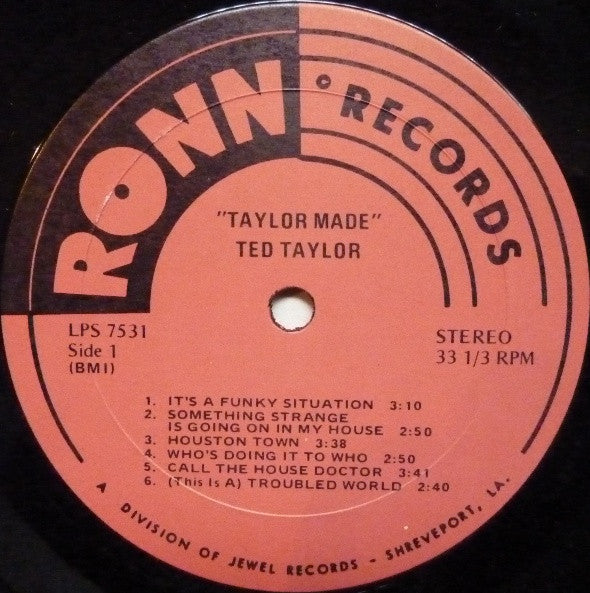 RONN RECORDS
"TAYLOR MADE"
TED TAYLOR
LPS 7531
Side 1
(BMI)
STEREO
33 1/3 RPM
1. IT'S A FUNKY SITUATION 3:10
2. SOMETHING STRANGE
IS GOING ON IN MY HOUSE 2:50
3. HOUSTON TOWN 3:38
4. WHO'S DOING IT TO WHO 2:50
5. CALL THE HOUSE DOCTOR 3:41
6. (This Is A) TROUBLED WORLD 2:40
A DIVISION OF JEWEL RECORDS - SHREVEPORT, LA.